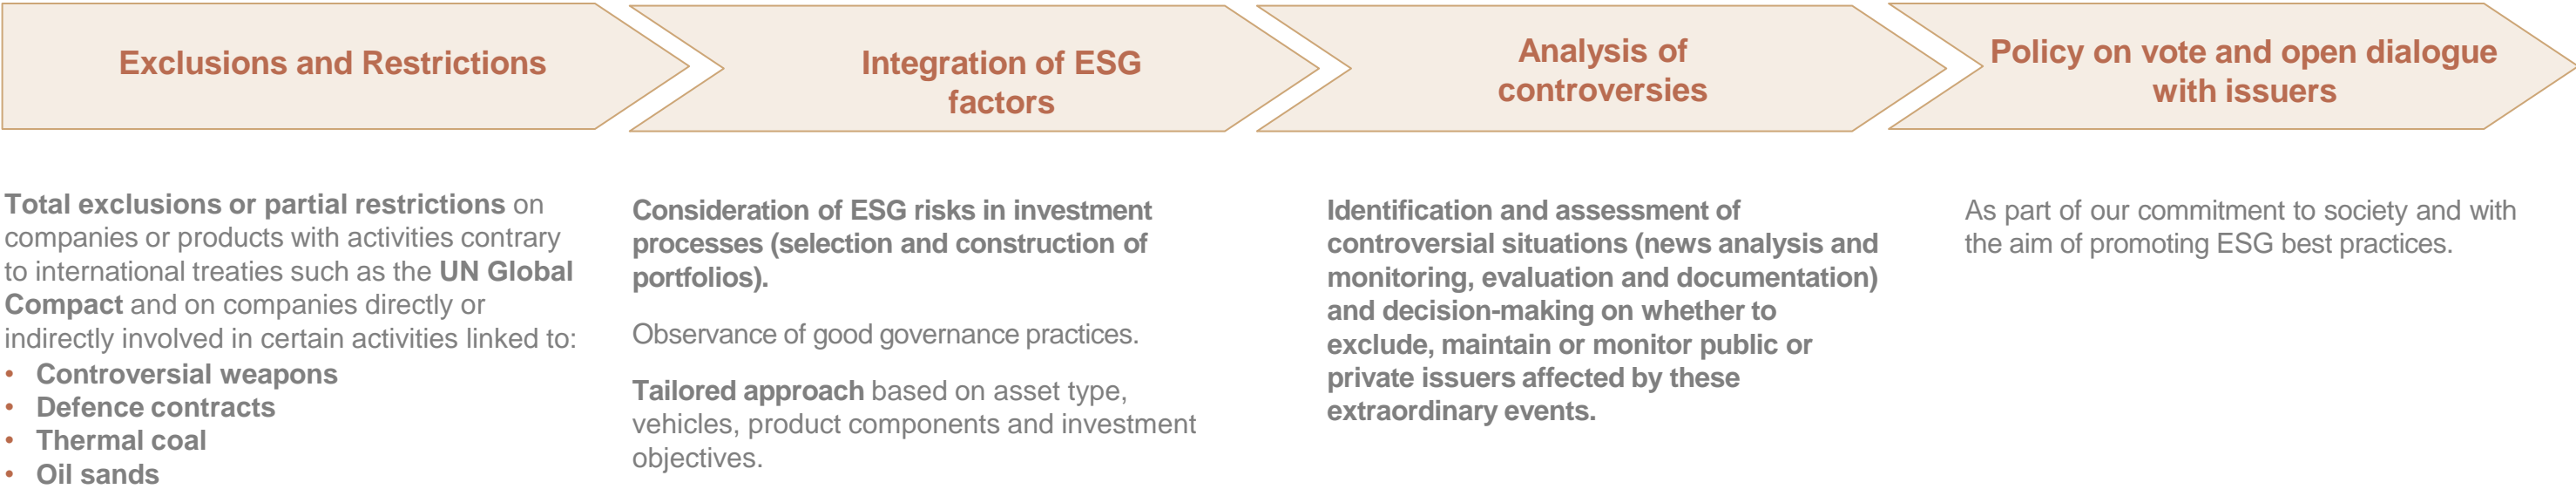 Exclusions and Restrictions
Integration of ESG
factors
Analysis of
controversies
Policy on vote and open dialogue
with issuers
Total exclusions or partial restrictions on
companies or products with activities contrary
to international treaties such as the UN Global
Compact and on companies directly or
indirectly involved in certain activities linked to:
• Controversial weapons
• Defence contracts
• Thermal coal
• Oil sands
Consideration of ESG risks in investment
processes (selection and construction of
portfolios).
Observance of good governance practices.
Tailored approach based on asset type,
vehicles, product components and investment
objectives.
Identification and assessment of
controversial situations (news analysis and
monitoring, evaluation and documentation)
and decision-making on whether to
exclude, maintain or monitor public or
private issuers affected by these
extraordinary events.
As part of our commitment to society and with
the aim of promoting ESG best practices.